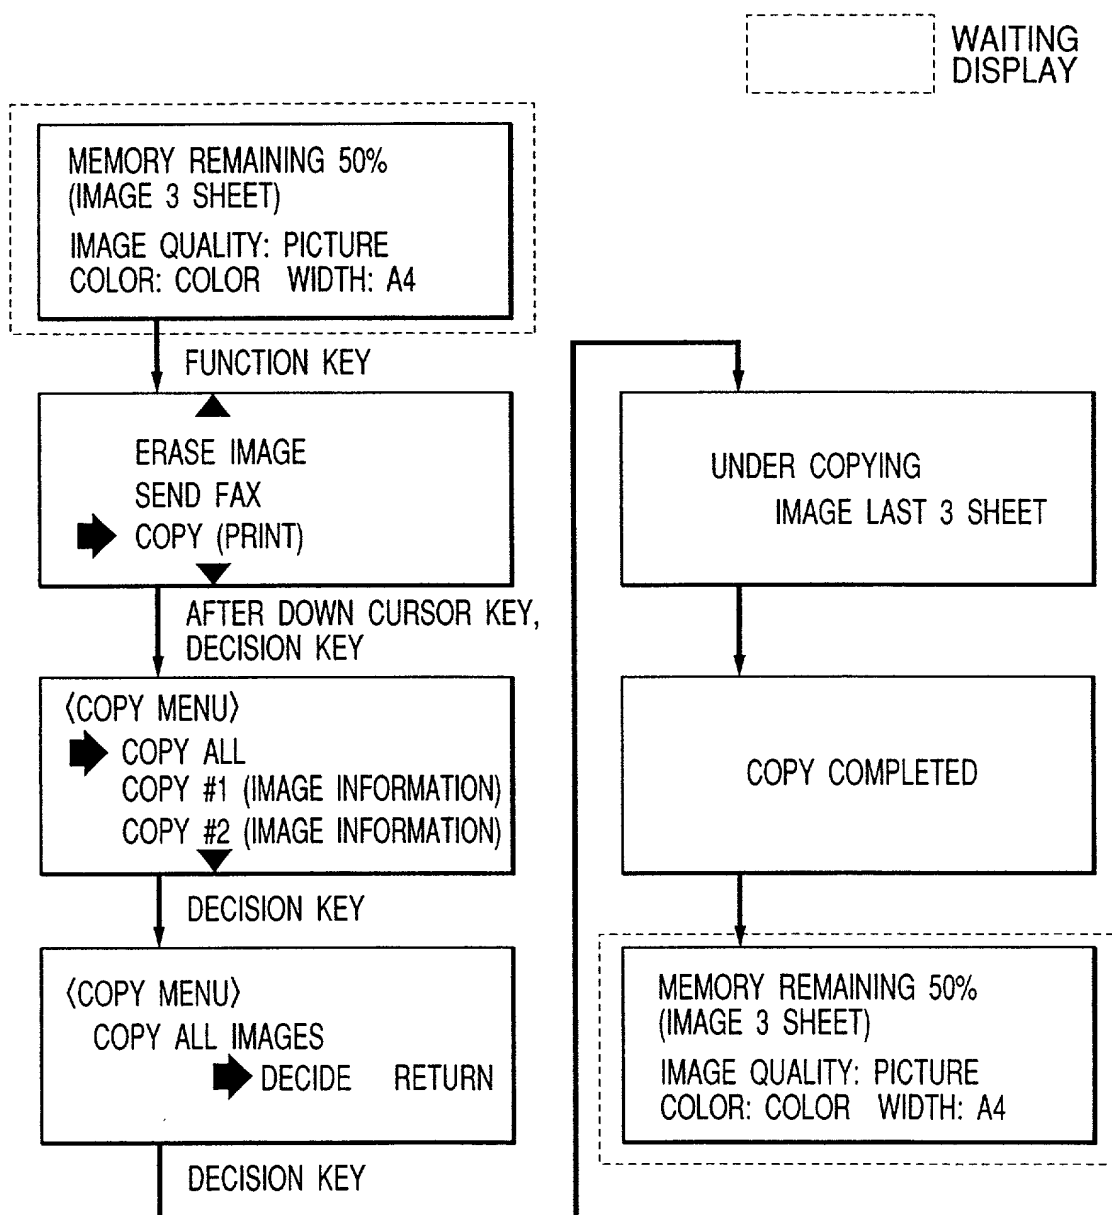 WAITING
DISPLAY
MEMORY REMAINING 50%
(IMAGE 3 SHEET)
IMAGE QUALITY: PICTURE
COLOR: COLOR WIDTH: A4
FUNCTION KEY
ERASE IMAGE
SEND FAX
COPY (PRINT)
AFTER DOWN CURSOR KEY,
DECISION KEY
〈COPY MENU〉
COPY ALL
COPY #1 (IMAGE INFORMATION)
COPY #2 (IMAGE INFORMATION)
DECISION KEY
〈COPY MENU〉
COPY ALL IMAGES
DECIDE RETURN
DECISION KEY
UNDER COPYING
IMAGE LAST 3 SHEET
COPY COMPLETED
MEMORY REMAINING 50%
(IMAGE 3 SHEET)
IMAGE QUALITY: PICTURE
COLOR: COLOR WIDTH: A4